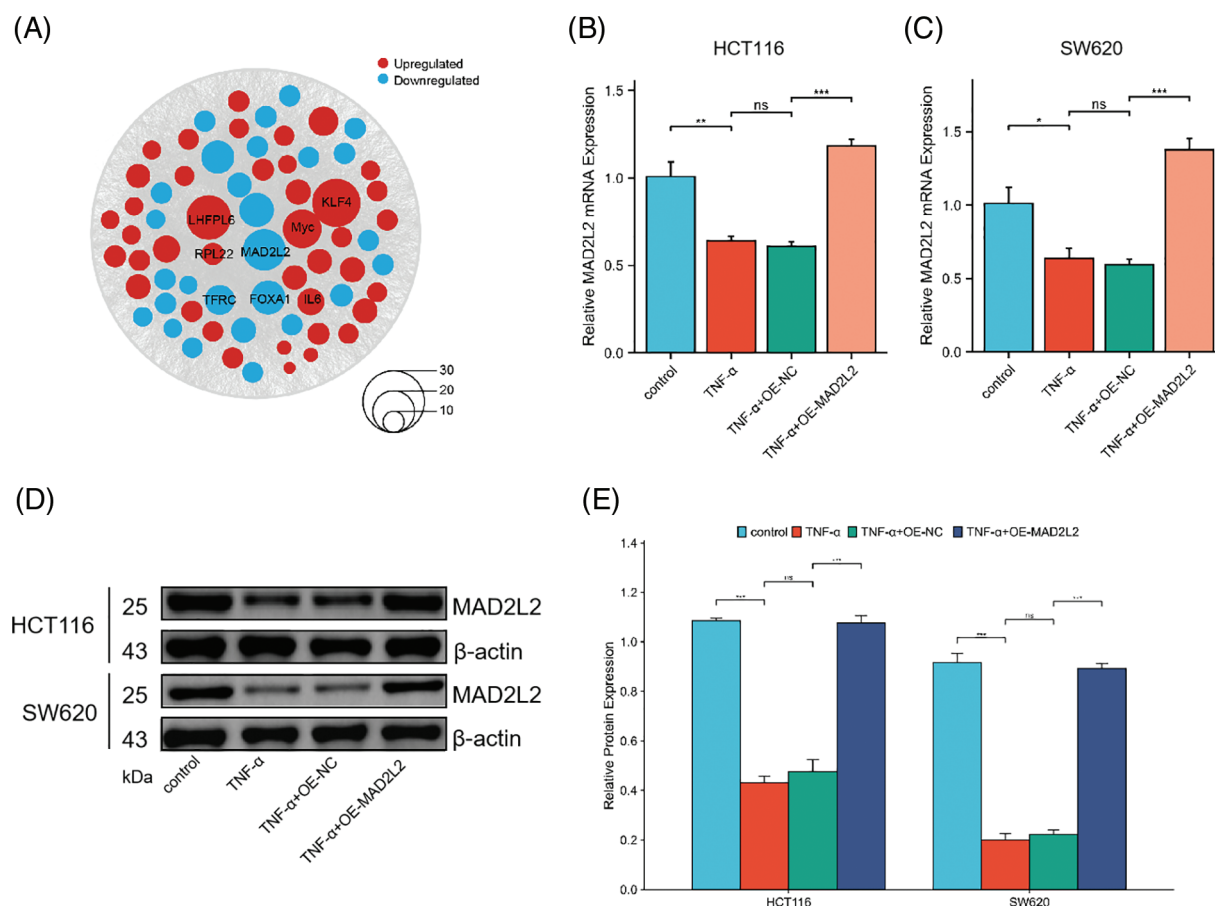 (A)
Upregulated
Downregulated
KLF4
LHFPL6
Myc
RPL22
MAD2L2
TFRC
FOXA1
IL6
30
20
10
(B)
HCT116
Relative MAD2L2 mRNA Expression
1.5
1.0
0.5
0.0
**
ns
***
control
TNF-α
TNF-α+OE-NC
TNF-α+OE-MAD2L2
(C)
SW620
Relative MAD2L2 mRNA Expression
1.5
1.0
0.5
0.0
*
ns
***
control
TNF-α
TNF-α+OE-NC
TNF-α+OE-MAD2L2
(D)
HCT116
25
MAD2L2
43
β-actin
SW620
25
MAD2L2
43
β-actin
kDa
control
TNF-α
TNF-α+OE-NC
TNF-α+OE-MAD2L2
(E)
control TNF-α TNF-α+OE-NC TNF-α+OE-MAD2L2
Relative Protein Expression
1.4
1.2
1.0
0.8
0.6
0.4
0.2
0.0
***
ns
***
***
ns
***
HCT116
SW620